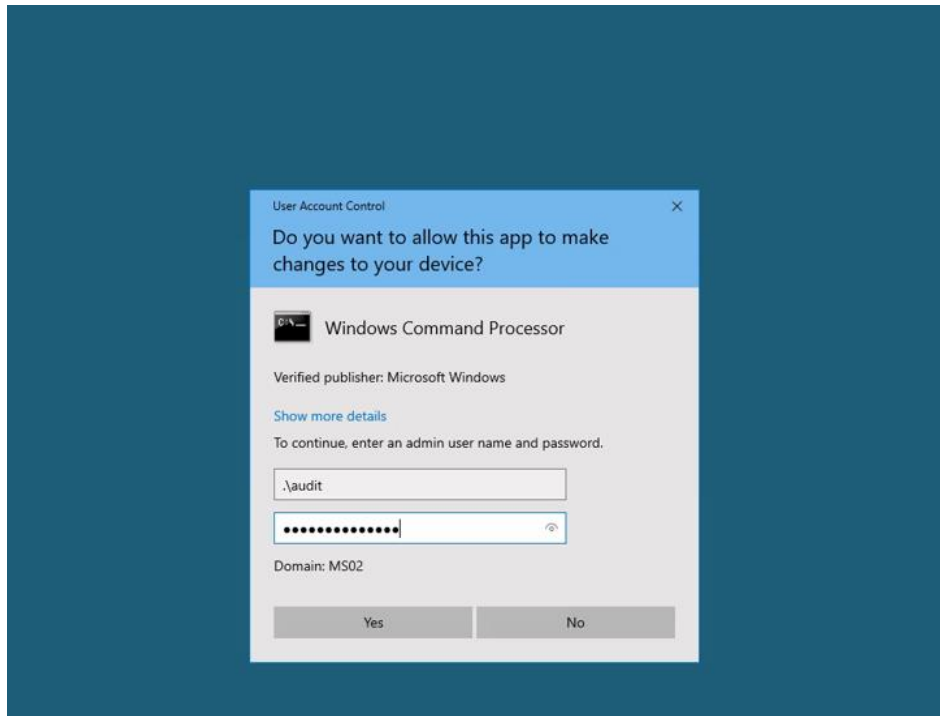 User Account Control
Do you want to allow this app to make
changes to your device?
C:\_
Windows Command Processor
Verified publisher: Microsoft Windows
Show more details
To continue, enter an admin user name and password.
.\audit
••••••••••••••
Domain: MS02
Yes
No